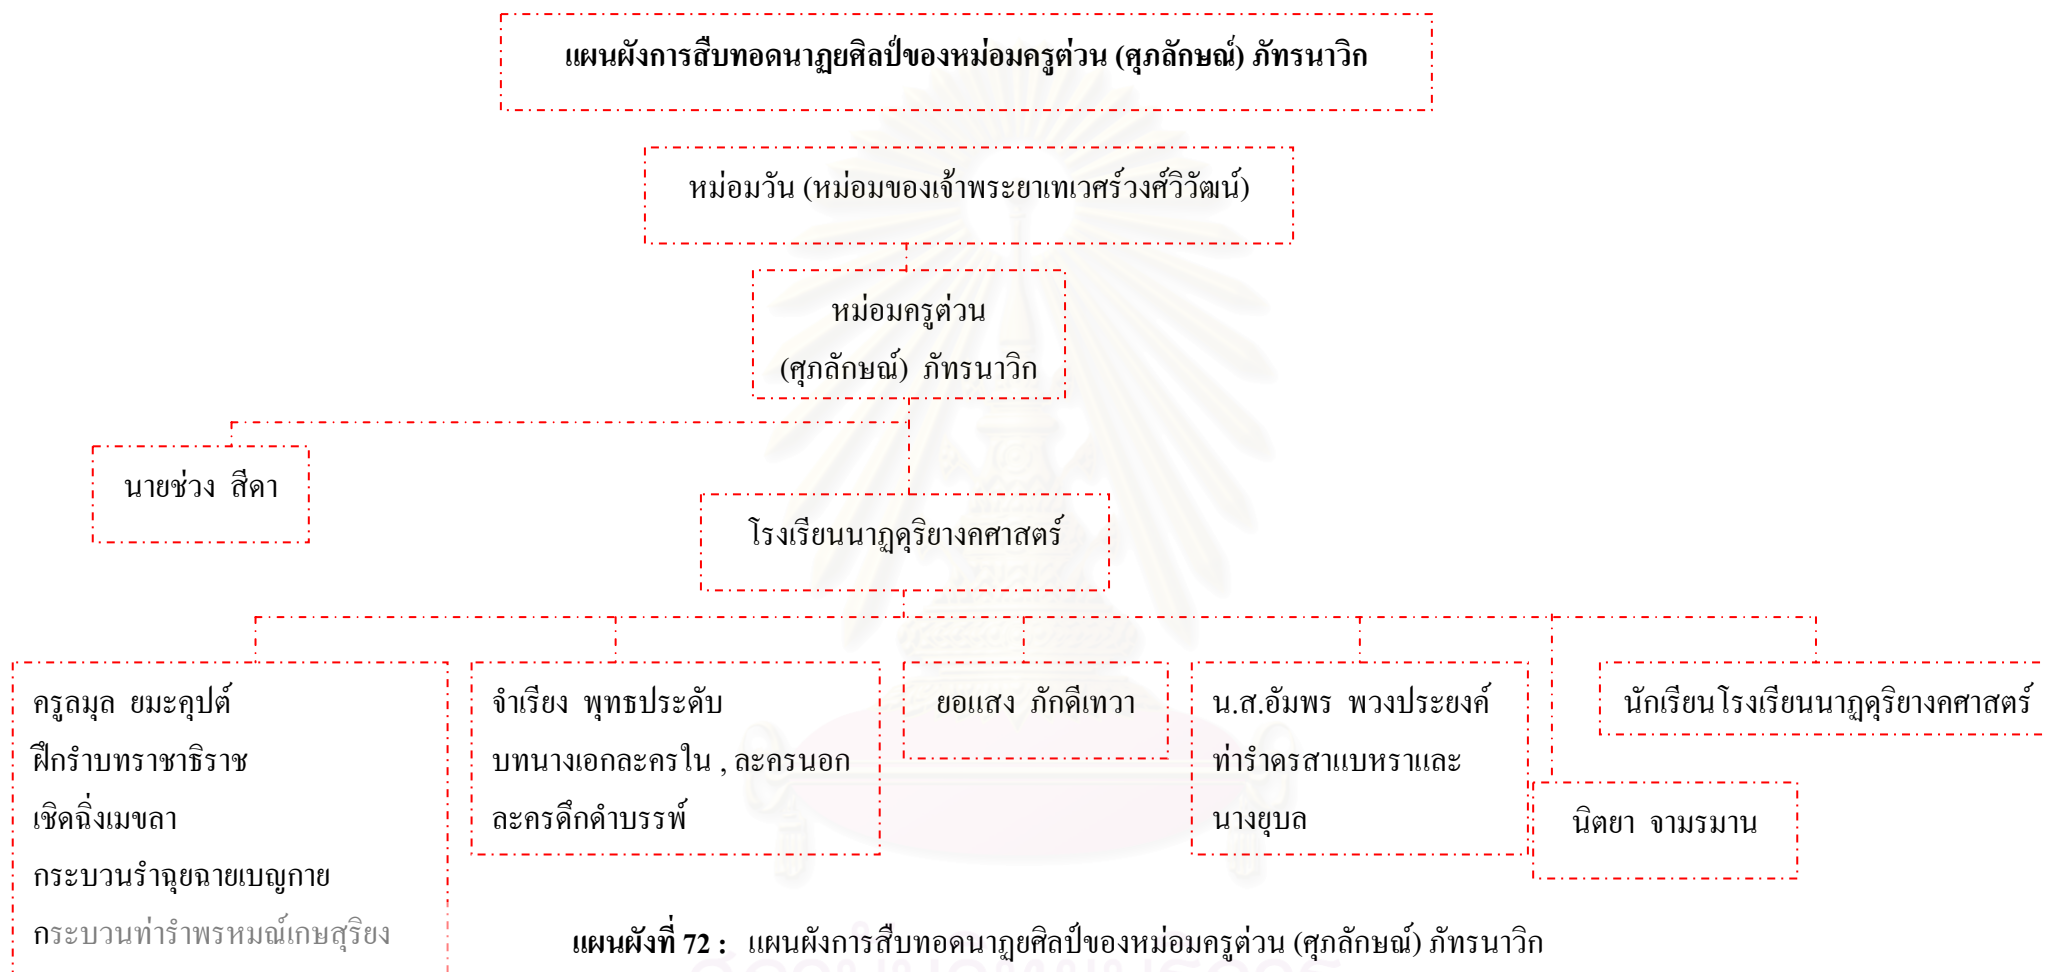 แผนผังการสืบทอดนาฏยศิลป์ของหม่อมครูต่วน (ศุภลักษณ์) ภัทรนาวิก
หม่อมวัน (หม่อมของเจ้าพระยาเทเวศร์วงศ์วิวัฒน์)
หม่อมครูต่วน
(ศุภลักษณ์) ภัทรนาวิก
นายช่วง สีดา
โรงเรียนนาฏดุริยางคศาสตร์
ครูลมุล ยมะคุปต์
ฝึกรำบทราชาธิราช
เชิดฉิ่งเมขลา
กระบวนรำฉุยฉายเบญกาย
กระบวนท่ารำพรหมณ์เกษสุริยง
จำเรียง พุทธประดับ
บทนางเอกละครใน , ละครนอก
ละครดึกดำบรรพ์
ยอแสง ภักดีเทวา
น.ส.อัมพร พวงประยงค์
ท่ารำดรสาแบหราและ
นางยุบล
นักเรียนโรงเรียนนาฏดุริยางคศาสตร์
นิตยา จามรมาน
แผนผังที่ 72 : แผนผังการสืบทอดนาฏยศิลป์ของหม่อมครูต่วน (ศุภลักษณ์) ภัทรนาวิก